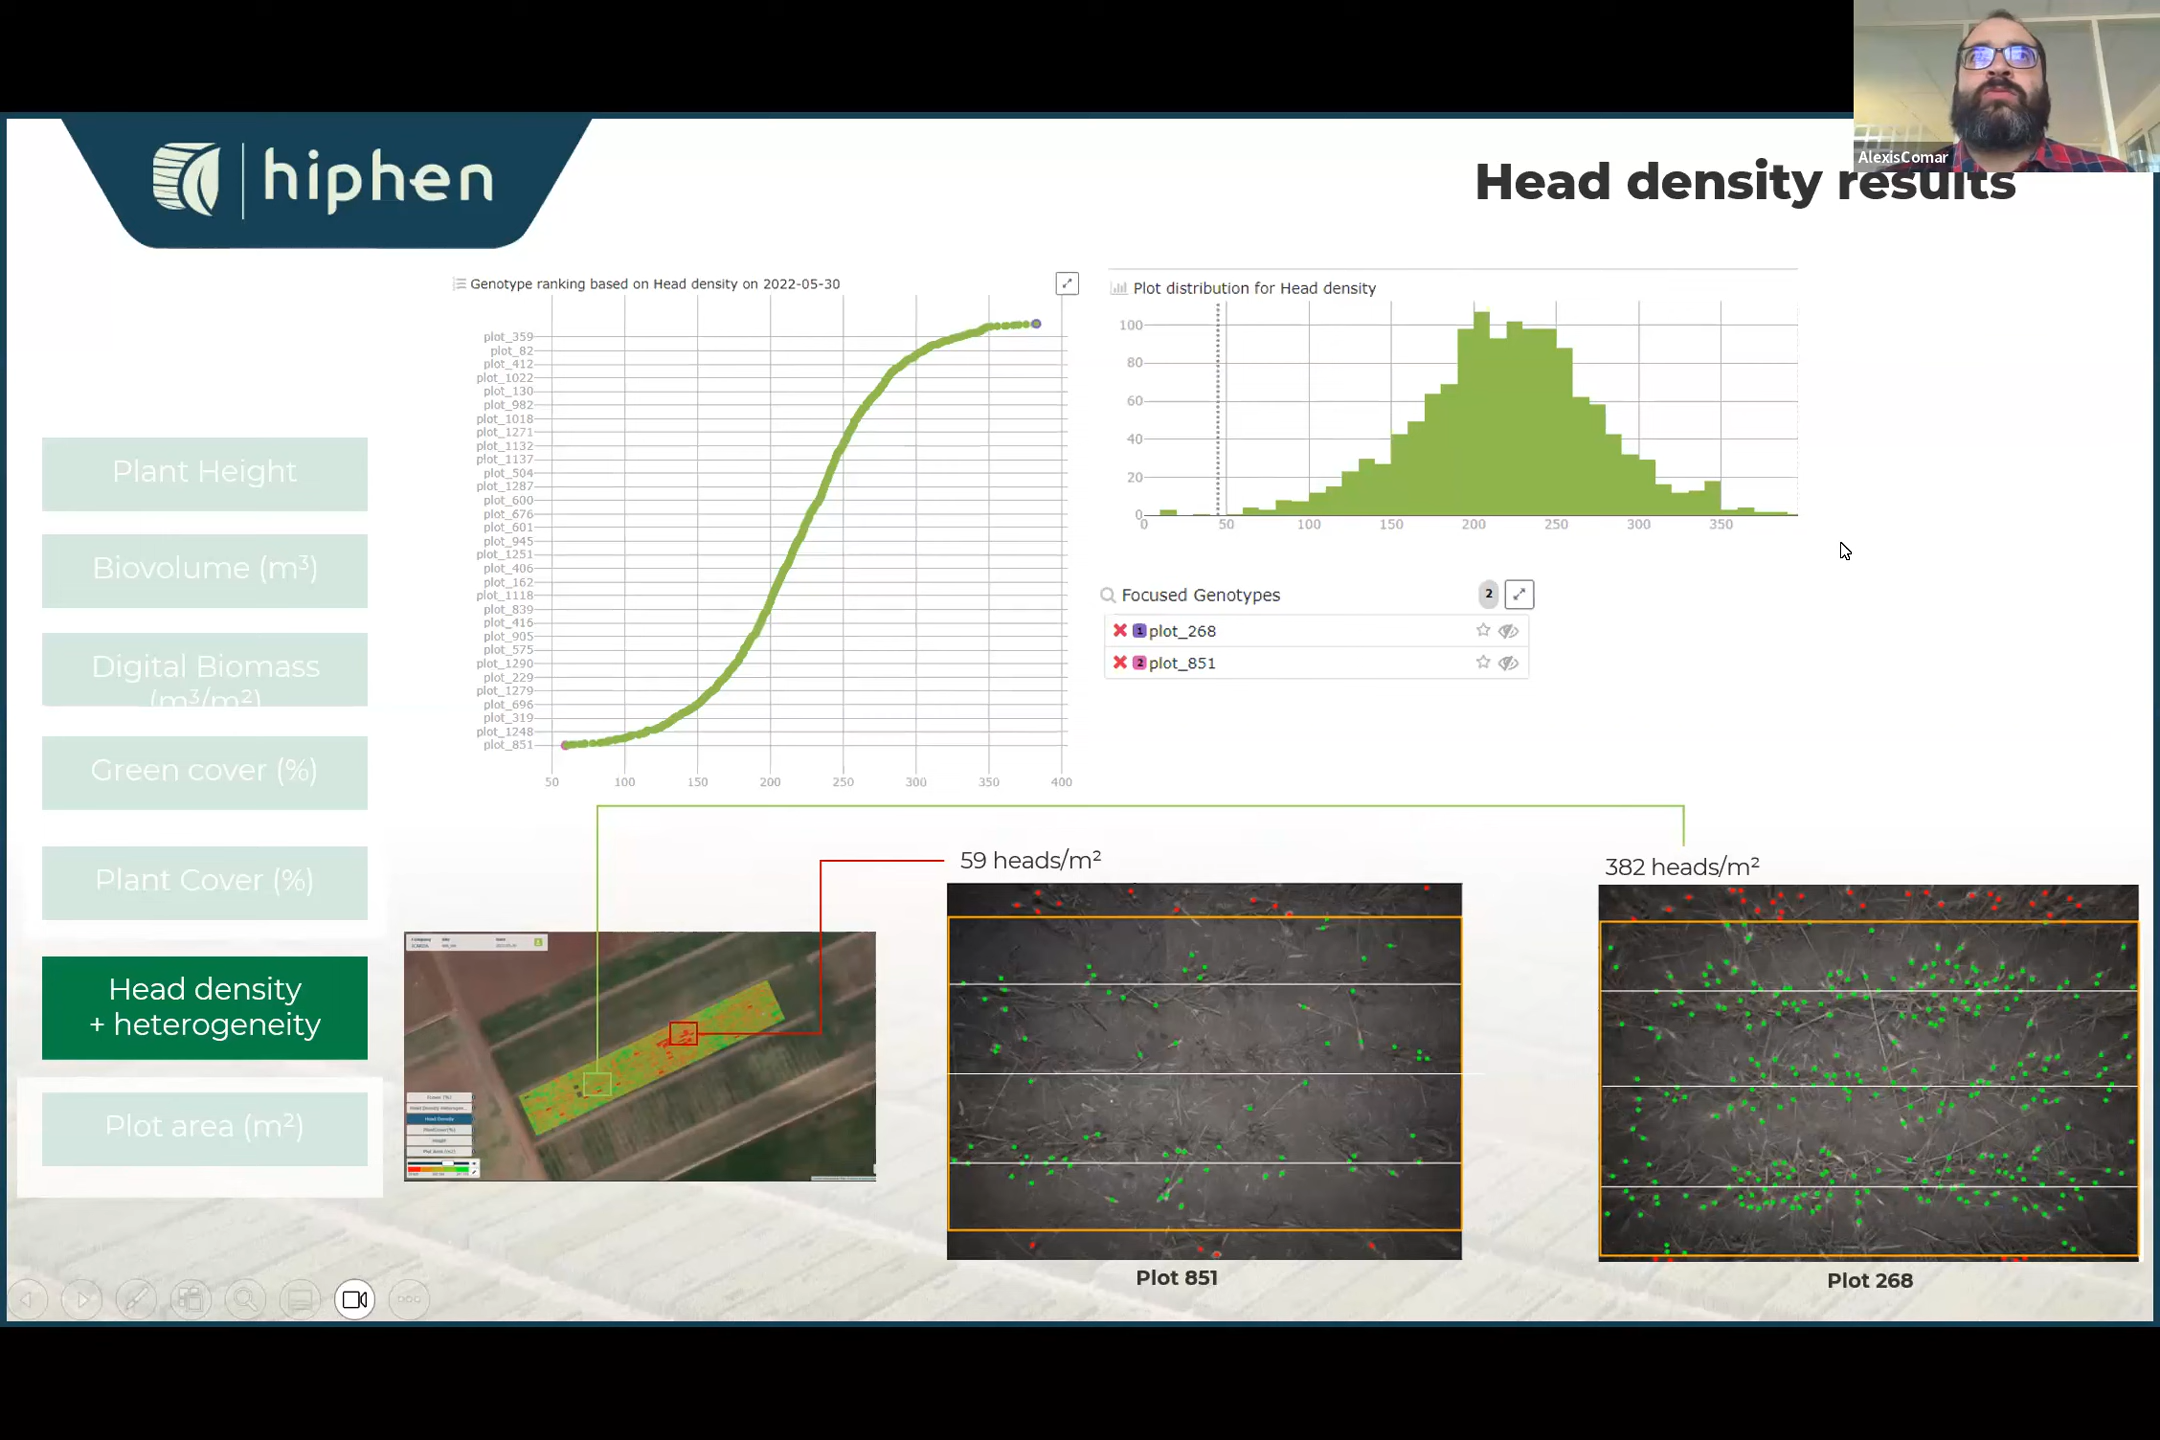 AlexisComar
hiphen
Head density results
Genotype ranking based on Head density on 2022-05-30
plot_359
plot_82
plot_412
plot_1022
plot_130
plot_982
plot_1018
plot_1271
plot_1132
plot_1137
plot_504
plot_1287
plot_600
plot_676
plot_601
plot_945
plot_1251
plot_406
plot_162
plot_1118
plot_839
plot_416
plot_905
plot_575
plot_1290
plot_229
plot_1279
plot_696
plot_319
plot_1248
plot_851
50 100 150 200 250 300 350 400
Plot distribution for Head density
100
80
60
40
20
0
0 50 100 150 200 250 300 350
Focused Genotypes 2
1 plot_268
2 plot_851
Plant Height
Biovolume (m³)
Digital Biomass
(m³/m²)
Green cover (%)
Plant Cover (%)
Head density
+ heterogeneity
Plot area (m²)
59 heads/m²
382 heads/m²
Head Density
Plot 851
Plot 268